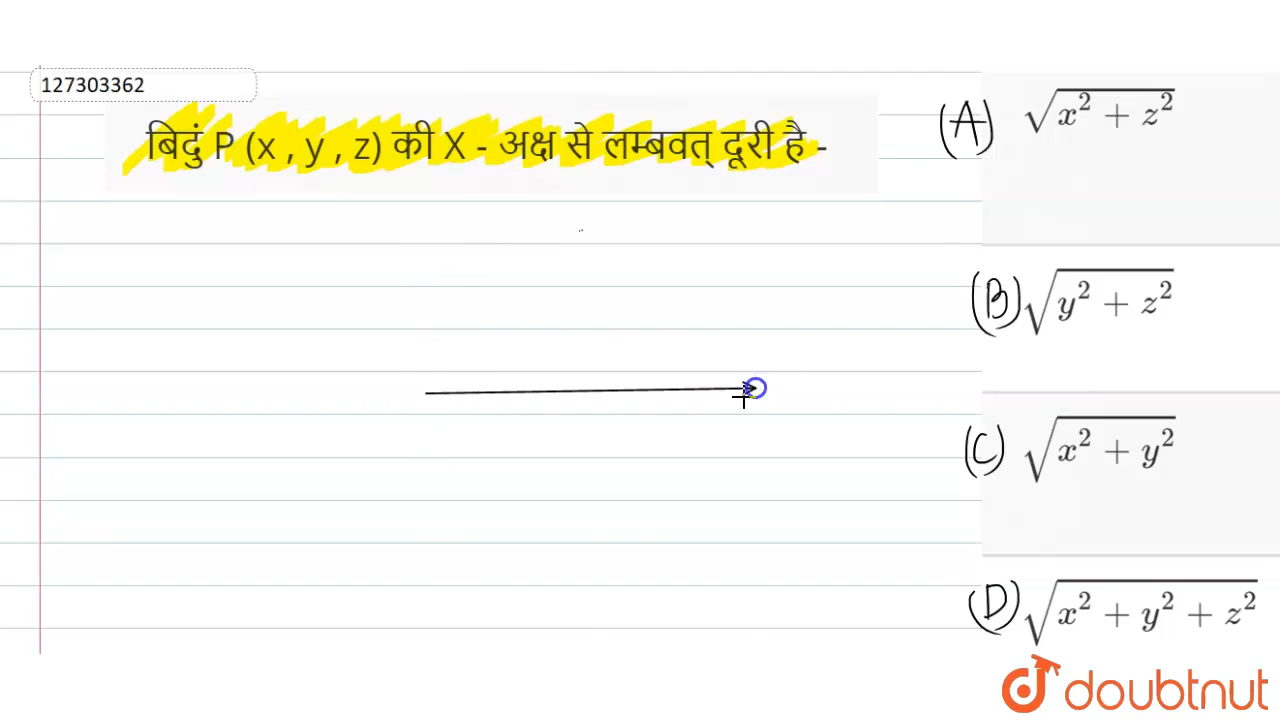 127303362
बिदुं P (x , y , z) की X - अक्ष से लम्बवत् दूरी है -
(A) √(x² + z²)
(B) √(y² + z²)
(C) √(x² + y²)
(D) √(x² + y² + z²)
doubtnut